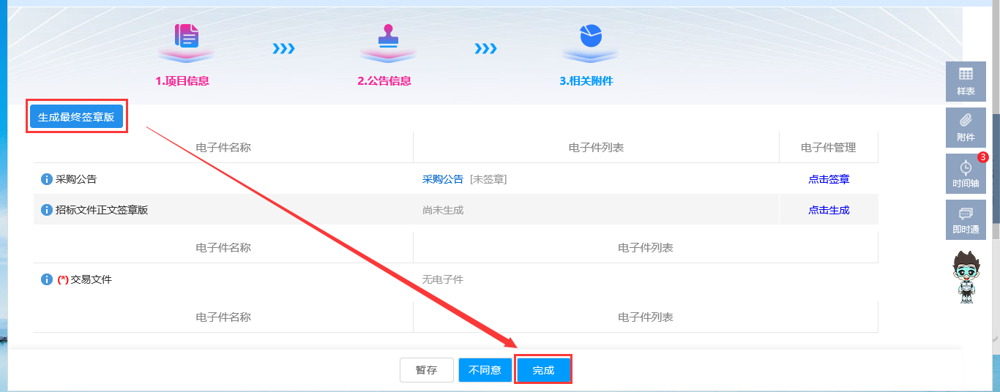 1.项目信息
2.公告信息
3.相关附件
样表
生成最终签章版
附件
电子件名称 电子件列表 电子件管理
3
采购公告 采购公告 [未签章] 点击签章
时间轴
招标文件正文签章版 尚未生成 点击生成
即时通
电子件名称 电子件列表
(*) 交易文件 无电子件
电子件名称 电子件列表
暂存 不同意 完成